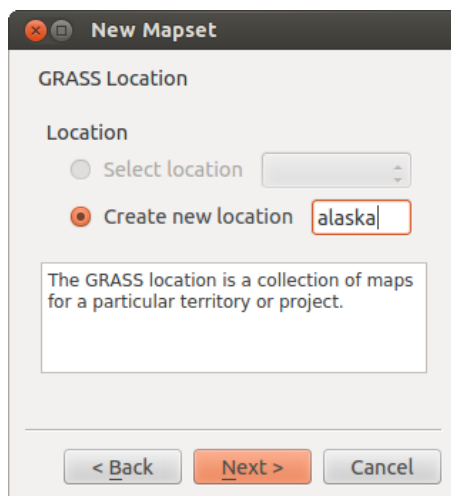 New Mapset
GRASS Location
Location
Select location
Create new location alaska
The GRASS location is a collection of maps
for a particular territory or project.
< Back Next > Cancel